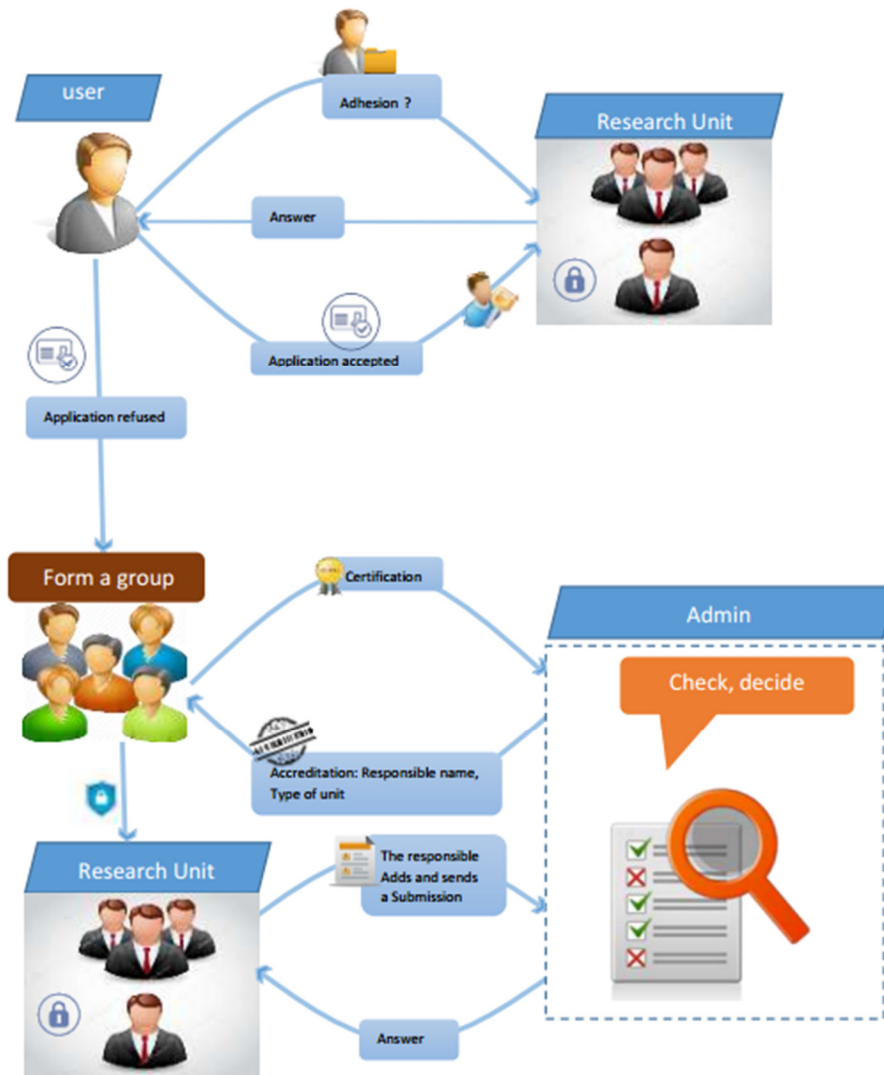 user
Adhesion ?
Research Unit
Answer
Application accepted
Application refused
Form a group
Certification
Admin
Check, decide
Accreditation: Responsible name,
Type of unit
Research Unit
The responsible
Adds and sends
a Submission
Answer